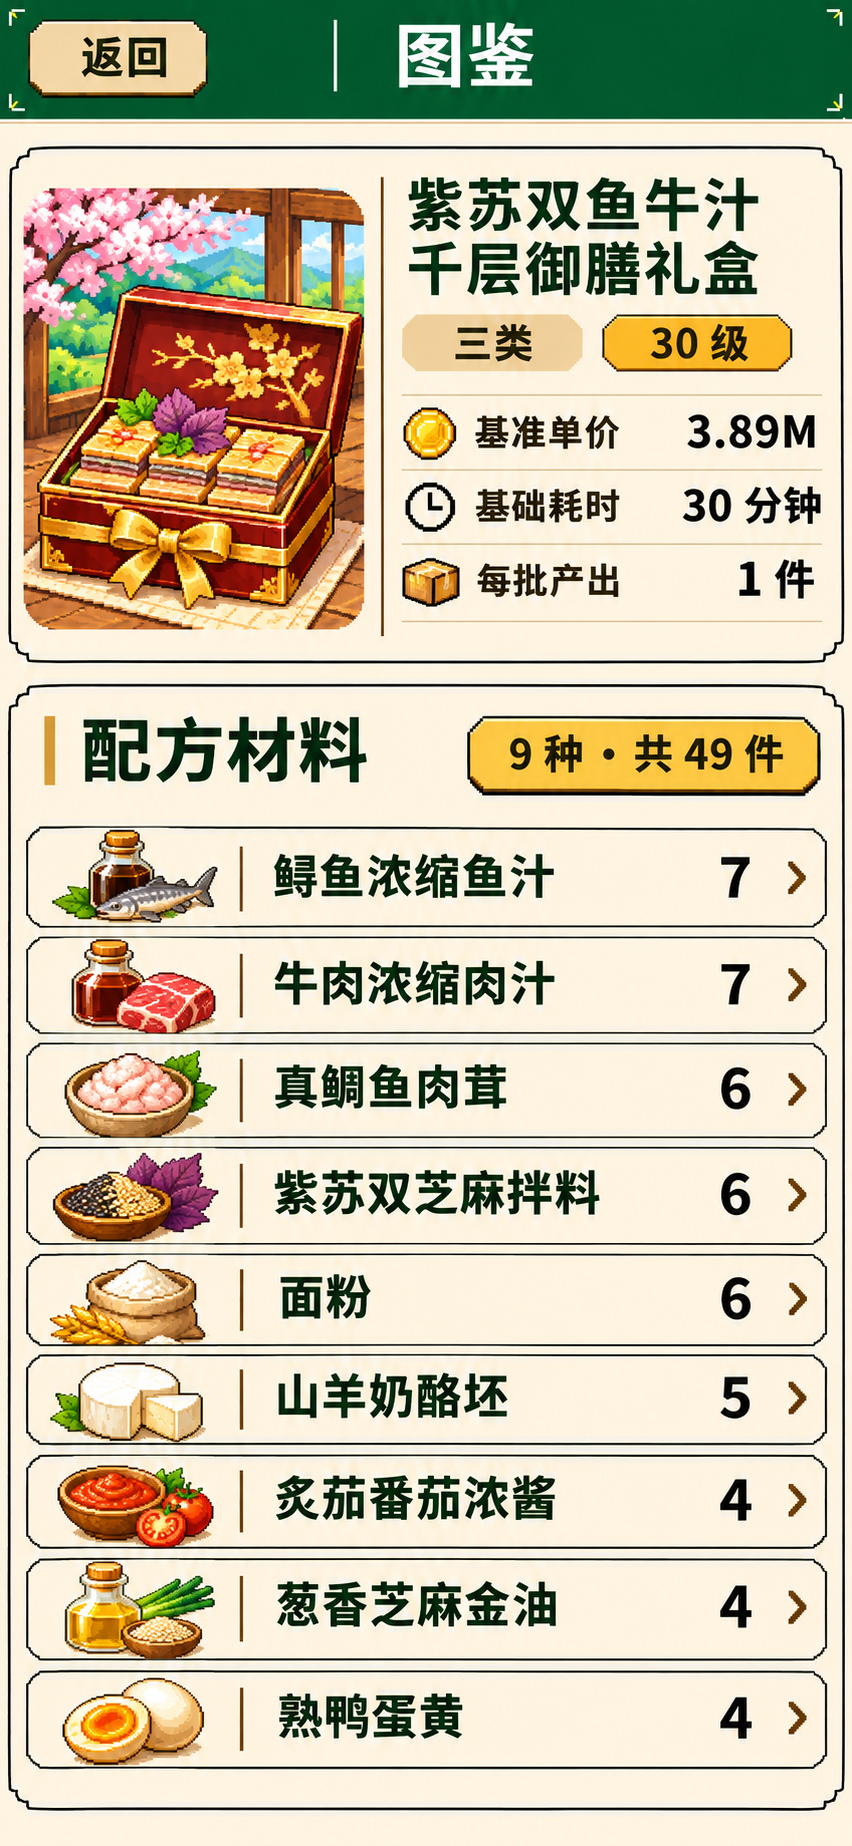 返回
图鉴
紫苏双鱼牛汁
千层御膳礼盒
三类
30 级
基准单价 3.89M
基础耗时 30 分钟
每批产出 1 件
配方材料
9 种 · 共 49 件
鲟鱼浓缩鱼汁 7
牛肉浓缩肉汁 7
真鲷鱼肉茸 6
紫苏双芝麻拌料 6
面粉 6
山羊奶酪坯 5
炙茄番茄浓酱 4
葱香芝麻金油 4
熟鸭蛋黄 4